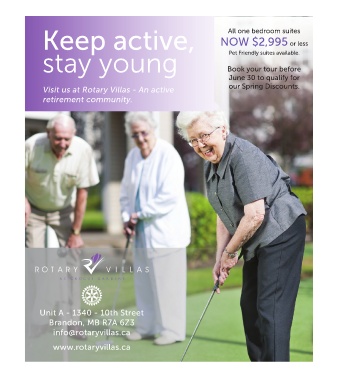 Keep active,
stay young
Visit us at Rotary Villas - An active
retirement community.
All one bedroom suites
NOW $2,995 or less
Pet Friendly suites available.
Book your tour before
June 30 to qualify for
our Spring Discounts.
ROTARY VILLAS
Unit A - 1340 - 10th Street
Brandon, MB R7A 6Z3
info@rotaryvillas.ca
www.rotaryvillas.ca